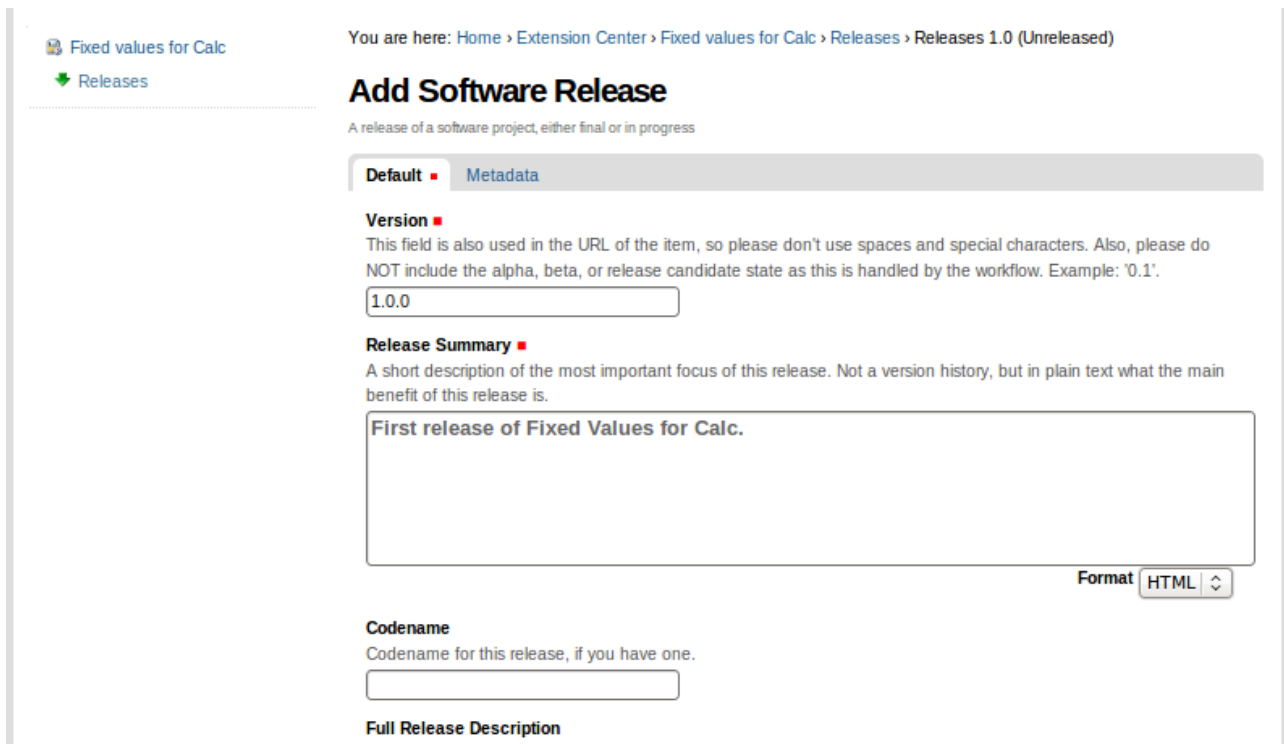 Fixed values for Calc
Releases
You are here: Home › Extension Center › Fixed values for Calc › Releases › Releases 1.0 (Unreleased)
Add Software Release
A release of a software project, either final or in progress
Default
Metadata
Version
This field is also used in the URL of the item, so please don't use spaces and special characters. Also, please do
NOT include the alpha, beta, or release candidate state as this is handled by the workflow. Example: '0.1'.
1.0.0
Release Summary
A short description of the most important focus of this release. Not a version history, but in plain text what the main
benefit of this release is.
First release of Fixed Values for Calc.
Format HTML
Codename
Codename for this release, if you have one.
Full Release Description